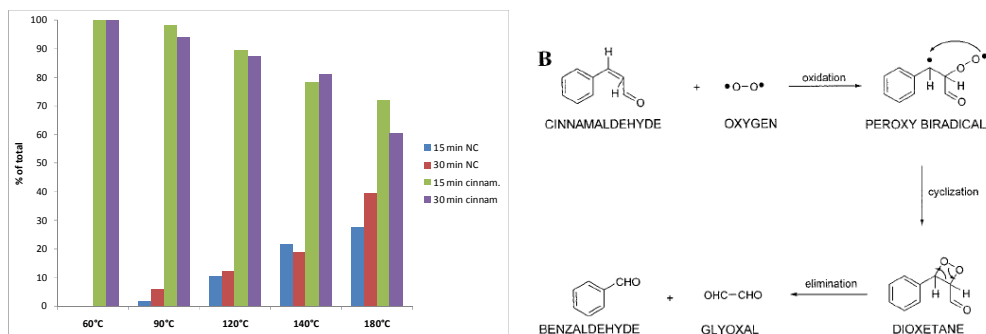 100
90
80
70
60
50
40
30
20
10
0
% of total
60°C 90°C 120°C 140°C 180°C
15 min NC
30 min NC
15 min cinnam.
30 min cinnam
B
H
H
O
CINNAMALDEHYDE
+
•O–O•
OXYGEN
oxidation
O
O•
H
H
O
PEROXY BIRADICAL
cyclization
O
O
H
H
O
DIOXETANE
elimination
CHO
BENZALDEHYDE
+
OHC–CHO
GLYOXAL